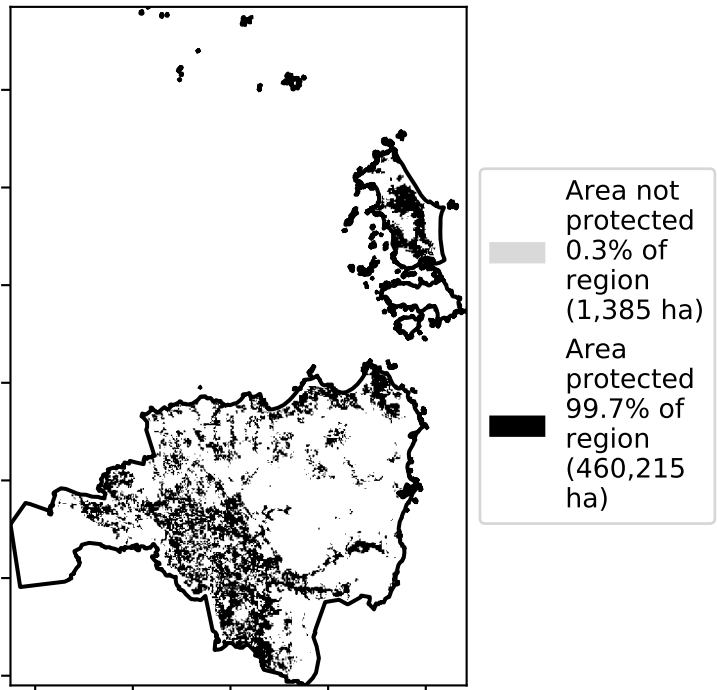 Area not
protected
0.3% of
region
(1,385 ha)
Area
protected
99.7% of
region
(460,215
ha)